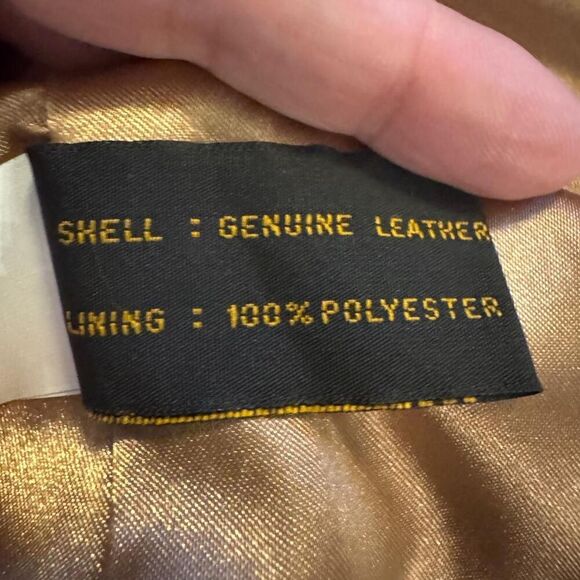 SHELL : GENUINE LEATHER
LINING : 100% POLYESTER